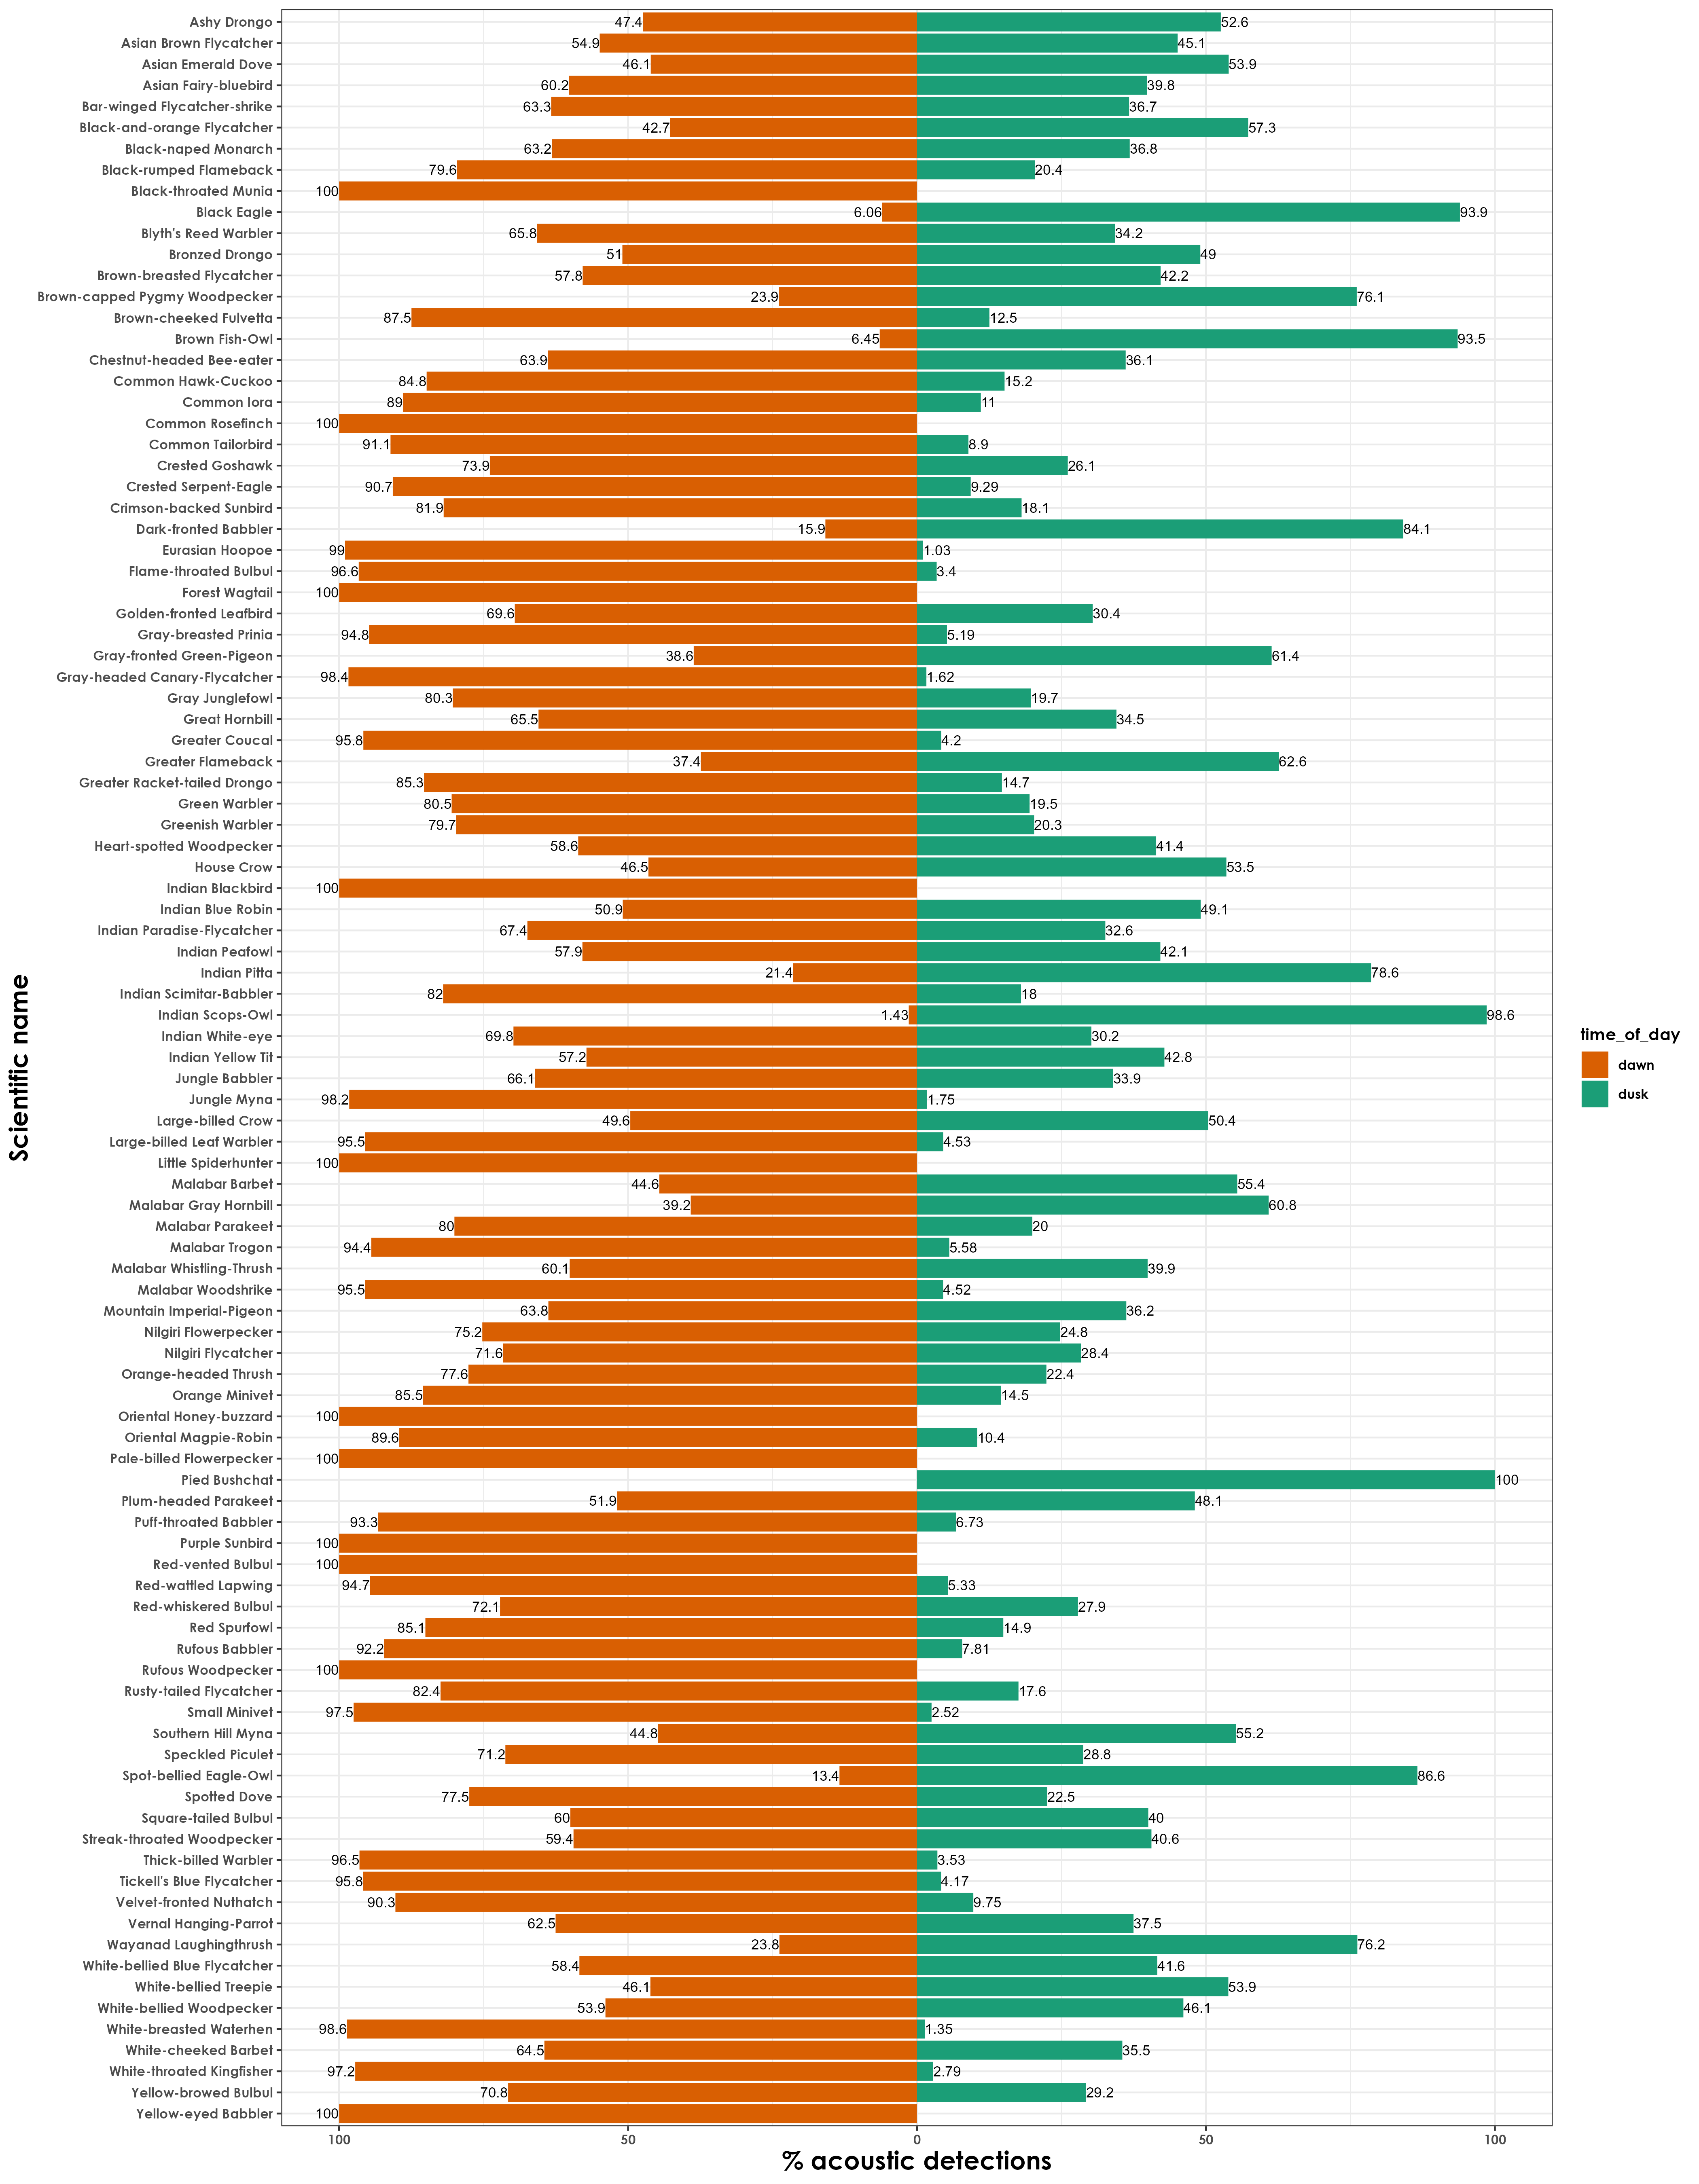 Ashy Drongo 47.4 52.6
Asian Brown Flycatcher 54.9 45.1
Asian Emerald Dove 46.1 53.9
Asian Fairy-bluebird 60.2 39.8
Bar-winged Flycatcher-shrike 63.3 36.7
Black-and-orange Flycatcher 42.7 57.3
Black-naped Monarch 63.2 36.8
Black-rumped Flameback 79.6 20.4
Black-throated Munia 100
Black Eagle 6.06 93.9
Blyth's Reed Warbler 65.8 34.2
Bronzed Drongo 51 49
Brown-breasted Flycatcher 57.8 42.2
Brown-capped Pygmy Woodpecker 23.9 76.1
Brown-cheeked Fulvetta 87.5 12.5
Brown Fish-Owl 6.45 93.5
Chestnut-headed Bee-eater 63.9 36.1
Common Hawk-Cuckoo 84.8 15.2
Common Iora 89 11
Common Rosefinch 100
Common Tailorbird 91.1 8.9
Crested Goshawk 73.9 26.1
Crested Serpent-Eagle 90.7 9.29
Crimson-backed Sunbird 81.9 18.1
Dark-fronted Babbler 15.9 84.1
Eurasian Hoopoe 99 1.03
Flame-throated Bulbul 96.6 3.4
Forest Wagtail 100
Golden-fronted Leafbird 69.6 30.4
Gray-breasted Prinia 94.8 5.19
Gray-fronted Green-Pigeon 38.6 61.4
Gray-headed Canary-Flycatcher 98.4 1.62
Gray Junglefowl 80.3 19.7
Great Hornbill 65.5 34.5
Greater Coucal 95.8 4.2
Greater Flameback 37.4 62.6
Greater Racket-tailed Drongo 85.3 14.7
Green Warbler 80.5 19.5
Greenish Warbler 79.7 20.3
Heart-spotted Woodpecker 58.6 41.4
House Crow 46.5 53.5
Indian Blackbird 100
Indian Blue Robin 50.9 49.1
Indian Paradise-Flycatcher 67.4 32.6
Indian Peafowl 57.9 42.1
Indian Pitta 21.4 78.6
Indian Scimitar-Babbler 82 18
Indian Scops-Owl 1.43 98.6
Indian White-eye 69.8 30.2
Indian Yellow Tit 57.2 42.8
Jungle Babbler 66.1 33.9
Jungle Myna 98.2 1.75
Large-billed Crow 49.6 50.4
Large-billed Leaf Warbler 95.5 4.53
Little Spiderhunter 100
Malabar Barbet 44.6 55.4
Malabar Gray Hornbill 39.2 60.8
Malabar Parakeet 80 20
Malabar Trogon 94.4 5.58
Malabar Whistling-Thrush 60.1 39.9
Malabar Woodshrike 95.5 4.52
Mountain Imperial-Pigeon 63.8 36.2
Nilgiri Flowerpecker 75.2 24.8
Nilgiri Flycatcher 71.6 28.4
Orange-headed Thrush 77.6 22.4
Orange Minivet 85.5 14.5
Oriental Honey-buzzard 100
Oriental Magpie-Robin 89.6 10.4
Pale-billed Flowerpecker 100
Pied Bushchat 100
Plum-headed Parakeet 51.9 48.1
Puff-throated Babbler 93.3 6.73
Purple Sunbird 100
Red-vented Bulbul 100
Red-wattled Lapwing 94.7 5.33
Red-whiskered Bulbul 72.1 27.9
Red Spurfowl 85.1 14.9
Rufous Babbler 92.2 7.81
Rufous Woodpecker 100
Rusty-tailed Flycatcher 82.4 17.6
Small Minivet 97.5 2.52
Southern Hill Myna 44.8 55.2
Speckled Piculet 71.2 28.8
Spot-bellied Eagle-Owl 13.4 86.6
Spotted Dove 77.5 22.5
Square-tailed Bulbul 60 40
Streak-throated Woodpecker 59.4 40.6
Thick-billed Warbler 96.5 3.53
Tickell's Blue Flycatcher 95.8 4.17
Velvet-fronted Nuthatch 90.3 9.75
Vernal Hanging-Parrot 62.5 37.5
Wayanad Laughingthrush 23.8 76.2
White-bellied Blue Flycatcher 58.4 41.6
White-bellied Treepie 46.1 53.9
White-bellied Woodpecker 53.9 46.1
White-breasted Waterhen 98.6 1.35
White-cheeked Barbet 64.5 35.5
White-throated Kingfisher 97.2 2.79
Yellow-browed Bulbul 70.8 29.2
Yellow-eyed Babbler 100
100 50 0 50 100
% acoustic detections
Scientific name
time_of_day
dawn
dusk